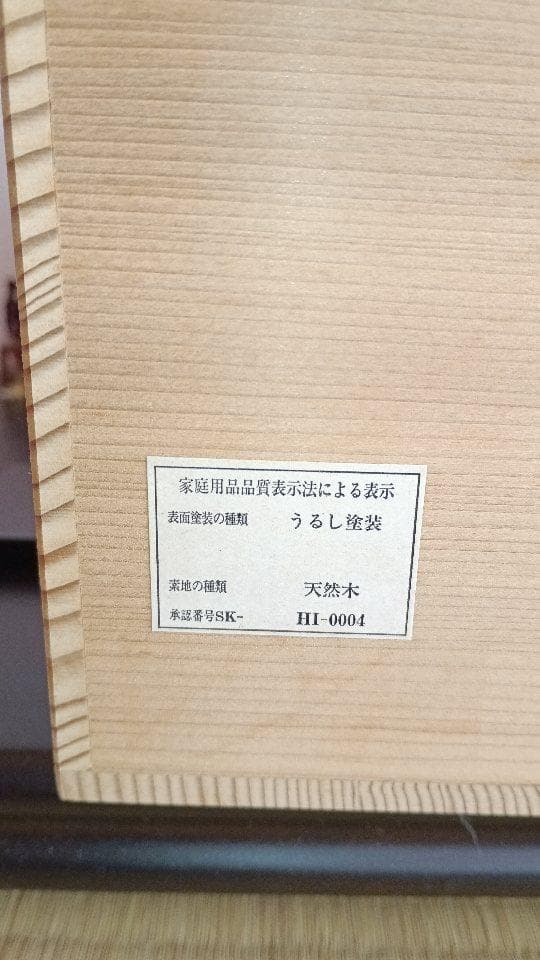 家庭用品品質表示法による表示
表面塗装の種類 うるし塗装
素地の種類 天然木
承認番号SK- HI-0004